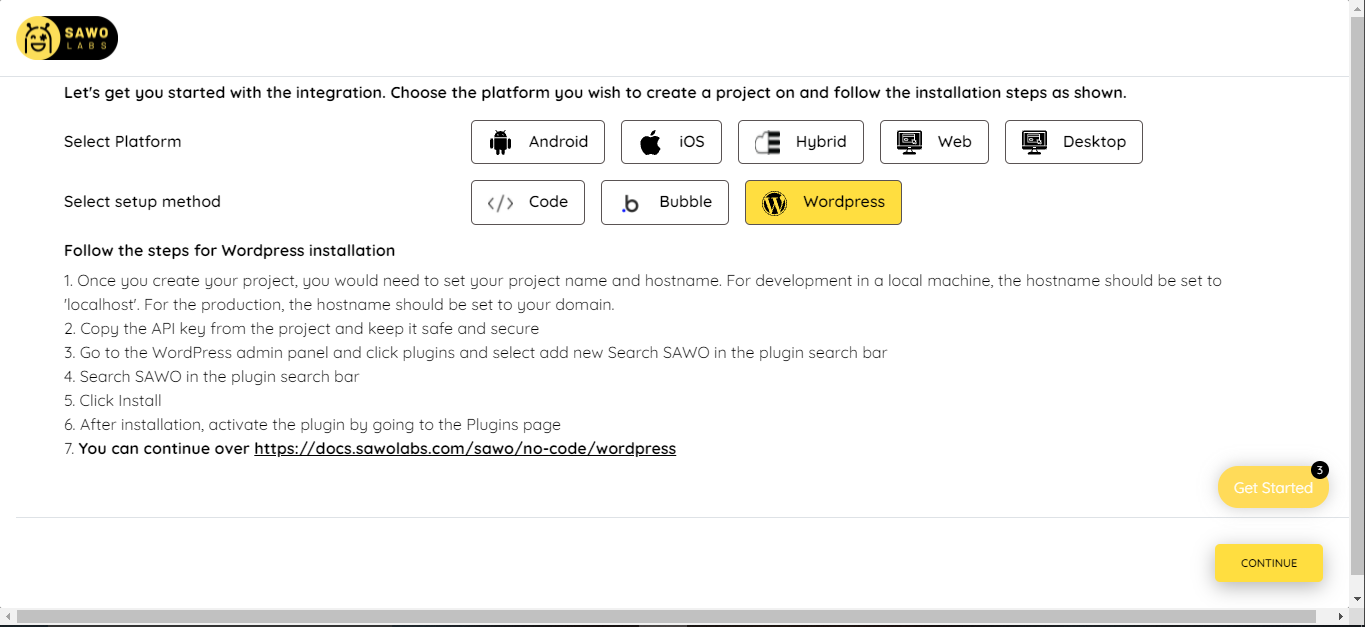 SAWO
LABS
Let's get you started with the integration. Choose the platform you wish to create a project on and follow the installation steps as shown.
Select Platform
Android
iOS
Hybrid
Web
Desktop
Select setup method
</> Code
.b Bubble
Wordpress
Follow the steps for Wordpress installation
1. Once you create your project, you would need to set your project name and hostname. For development in a local machine, the hostname should be set to
'localhost'. For the production, the hostname should be set to your domain.
2. Copy the API key from the project and keep it safe and secure
3. Go to the WordPress admin panel and click plugins and select add new Search SAWO in the plugin search bar
4. Search SAWO in the plugin search bar
5. Click Install
6. After installation, activate the plugin by going to the Plugins page
7. You can continue over https://docs.sawolabs.com/sawo/no-code/wordpress
3
Get Started
CONTINUE